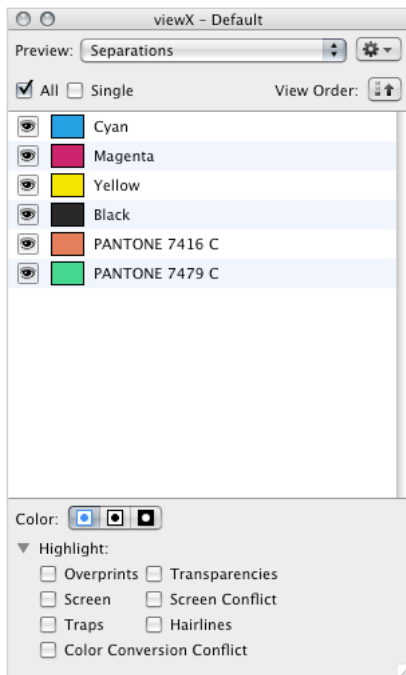 viewX – Default
Preview: Separations
All Single View Order:
Cyan
Magenta
Yellow
Black
PANTONE 7416 C
PANTONE 7479 C
Color:
Highlight:
Overprints Transparencies
Screen Screen Conflict
Traps Hairlines
Color Conversion Conflict